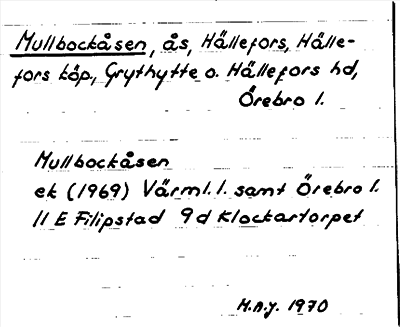 Mullbockåsen, ås, Hällefors, Hälle-
fors köp., Grythytte o. Hällefors hd,
Örebro l.
Mullbockåsen
ek (1969) Värml. l. samt Örebro l.
11 E Filipstad 9d Klockartorpet
M.A.y. 1970